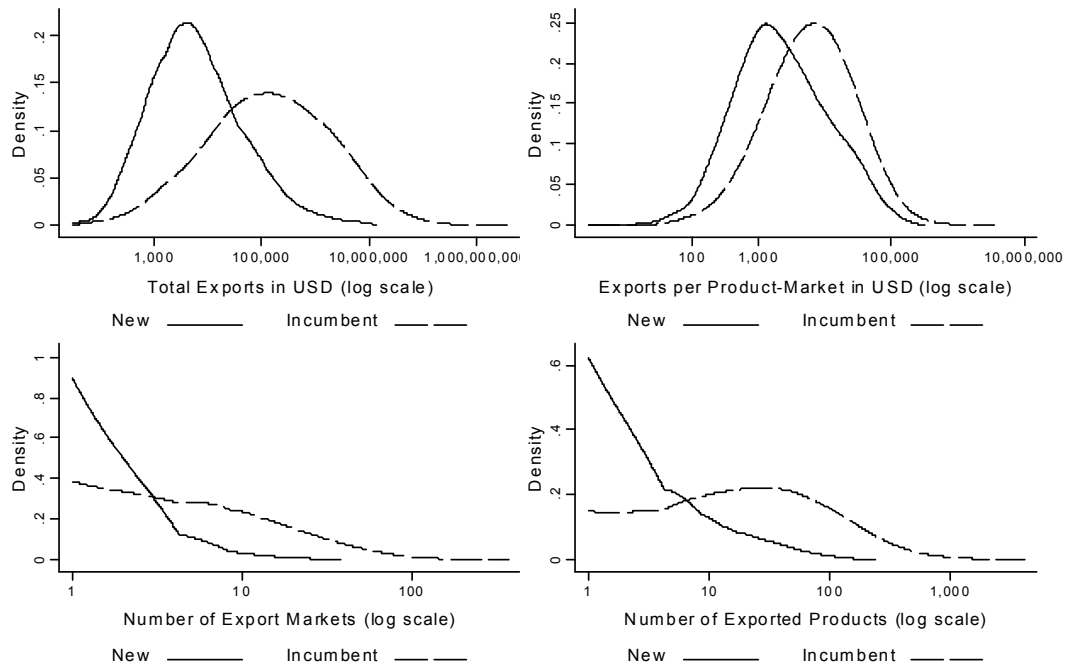 Density
0 .05 .1 .15 .2
1,000 100,000 10,000,000 1,000,000,00
Total Exports in USD (log scale)
New Incumbent
Density
0 .05 .1 .15 .2 .25
100 1,000 100,000 10,000,000
Exports per Product-Market in USD (log scale)
New Incumbent
Density
0 .2 .4 .6 .8 1
1 10 100
Number of Export Markets (log scale)
New Incumbent
Density
0 .2 .4 .6
1 10 100 1,000
Number of Exported Products (log scale)
New Incumbent